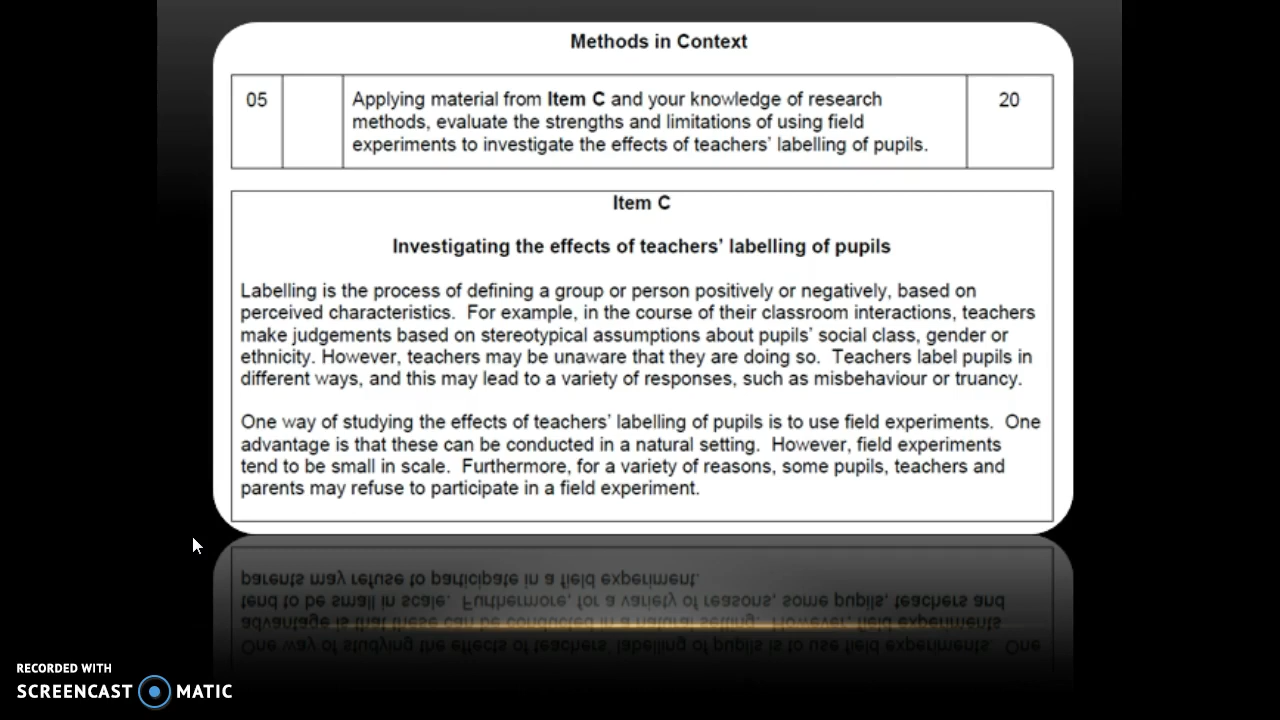 Methods in Context
05
Applying material from Item C and your knowledge of research
methods, evaluate the strengths and limitations of using field
experiments to investigate the effects of teachers' labelling of pupils.
20
Item C
Investigating the effects of teachers' labelling of pupils
Labelling is the process of defining a group or person positively or negatively, based on
perceived characteristics. For example, in the course of their classroom interactions, teachers
make judgements based on stereotypical assumptions about pupils' social class, gender or
ethnicity. However, teachers may be unaware that they are doing so. Teachers label pupils in
different ways, and this may lead to a variety of responses, such as misbehaviour or truancy.
One way of studying the effects of teachers' labelling of pupils is to use field experiments. One
advantage is that these can be conducted in a natural setting. However, field experiments
tend to be small in scale. Furthermore, for a variety of reasons, some pupils, teachers and
parents may refuse to participate in a field experiment.
RECORDED WITH
SCREENCAST MATIC